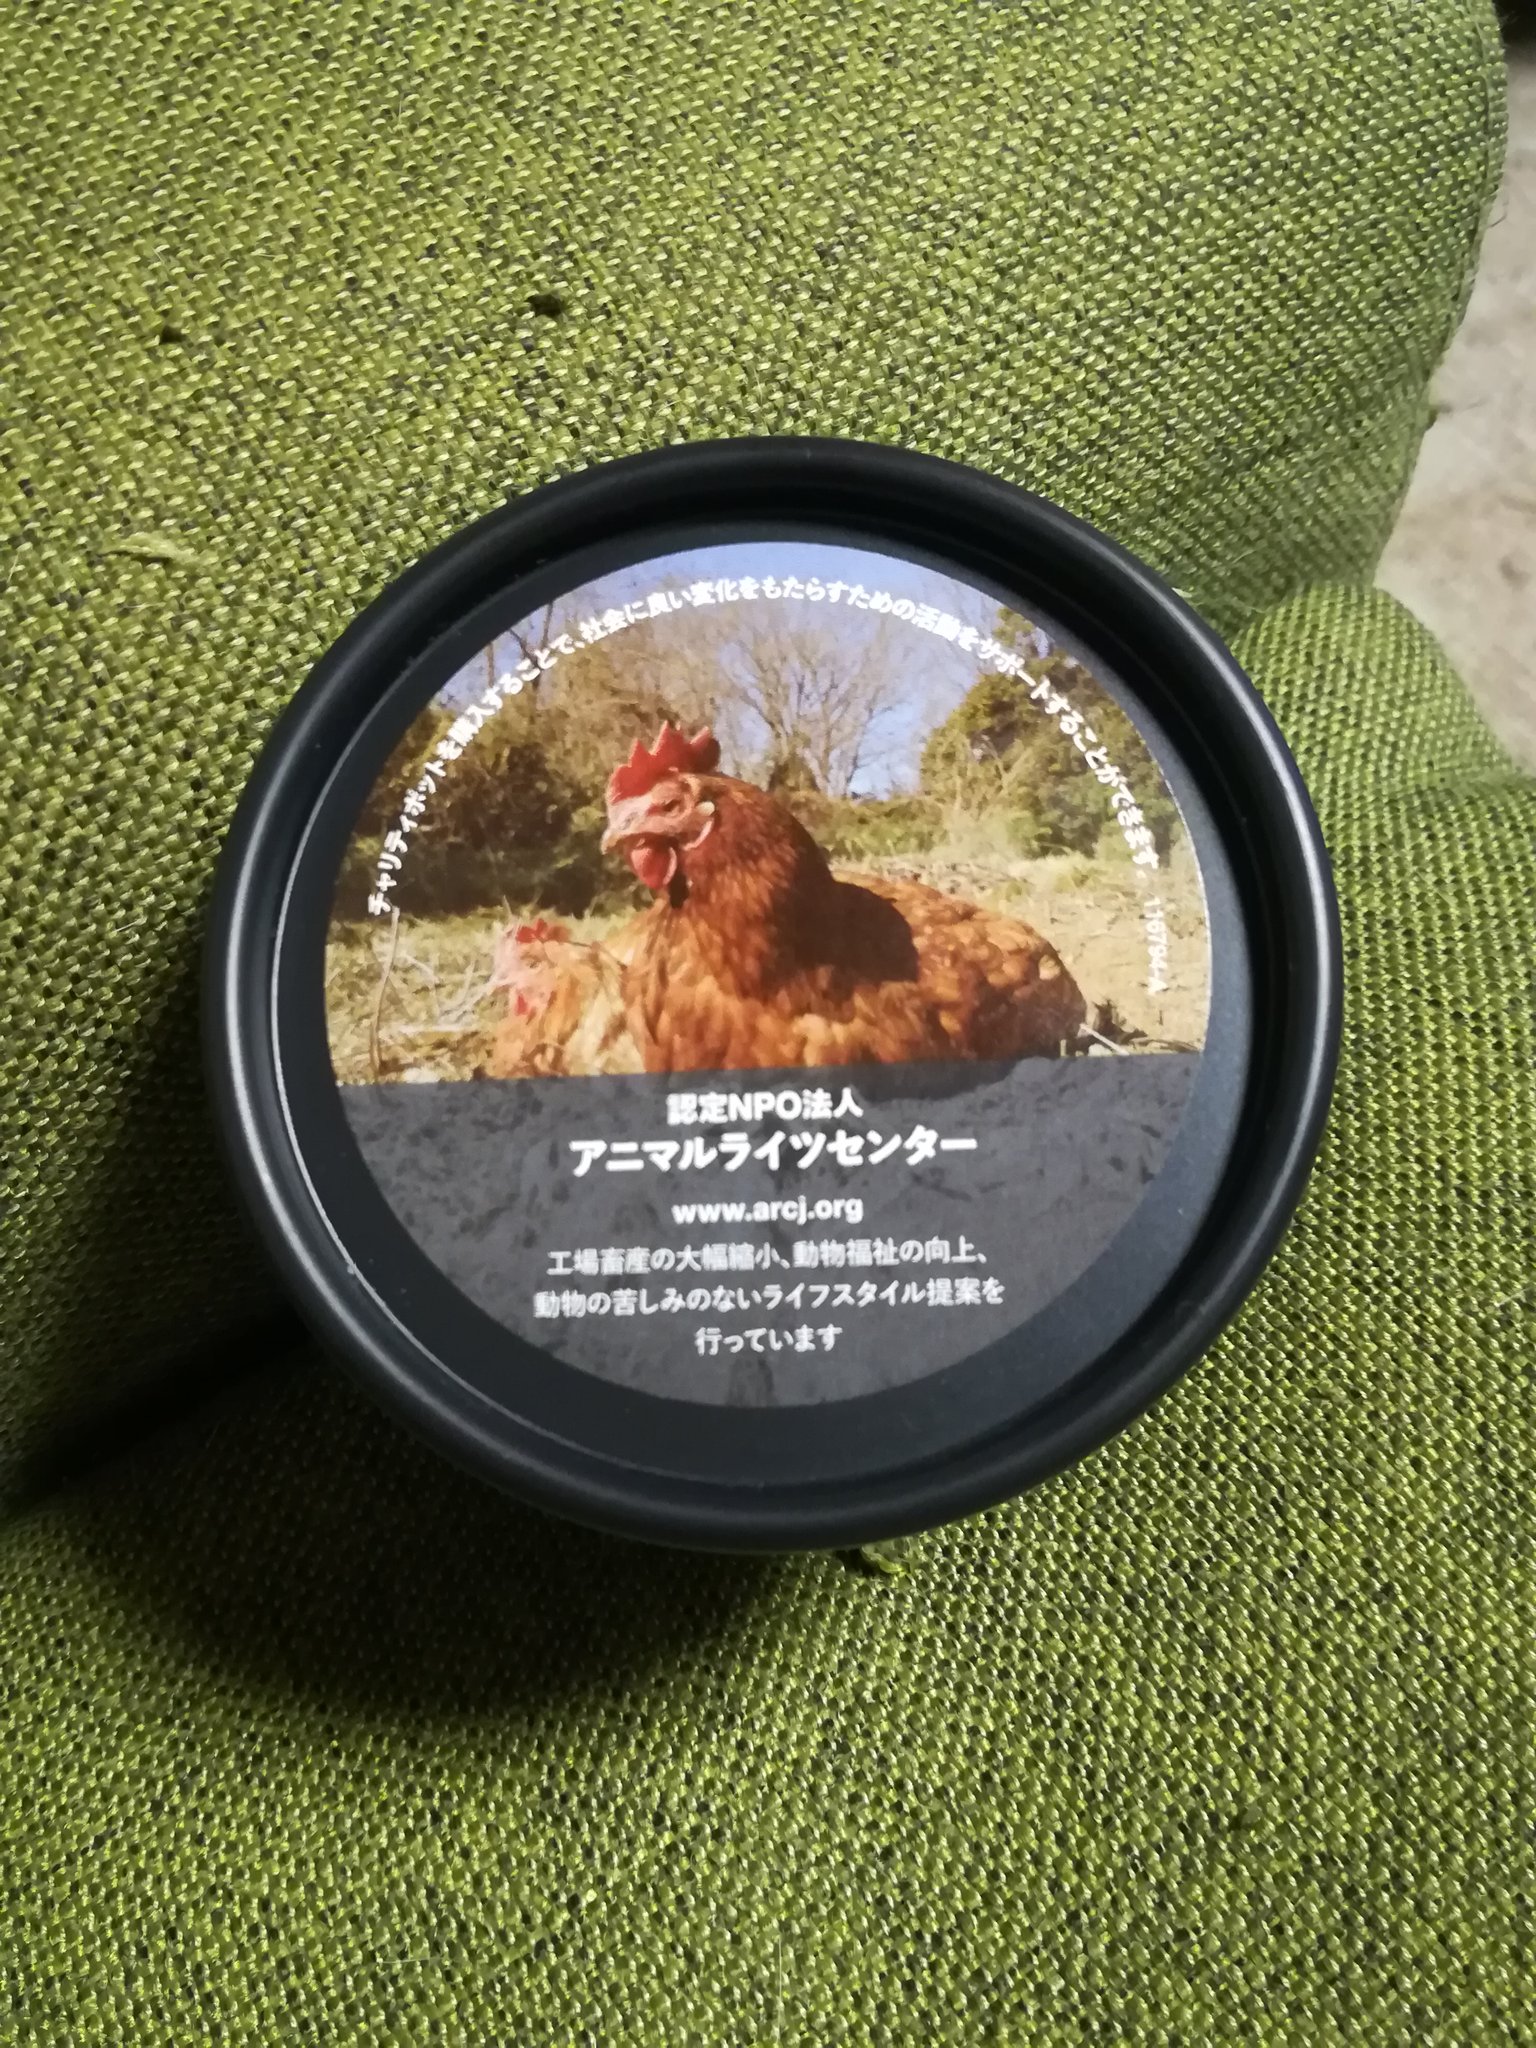 チャリティポットを購入することで、社会に良い変化をもたらすための活動をサポートすることができます。
認定NPO法人
アニマルライツセンター
www.arcj.org
工場畜産の大幅縮小、動物福祉の向上、
動物の苦しみのないライフスタイル提案を
行っています